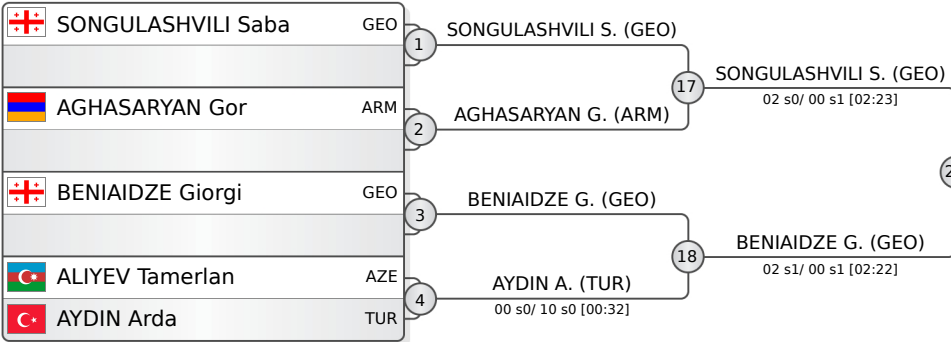 SONGULASHVILI Saba GEO
1
SONGULASHVILI S. (GEO)
17
SONGULASHVILI S. (GEO)
02 s0/ 00 s1 [02:23]
AGHASARYAN Gor ARM
2
AGHASARYAN G. (ARM)
BENIAIDZE Giorgi GEO
3
BENIAIDZE G. (GEO)
18
BENIAIDZE G. (GEO)
02 s1/ 00 s1 [02:22]
ALIYEV Tamerlan AZE
4
AYDIN A. (TUR)
00 s0/ 10 s0 [00:32]
AYDIN Arda TUR